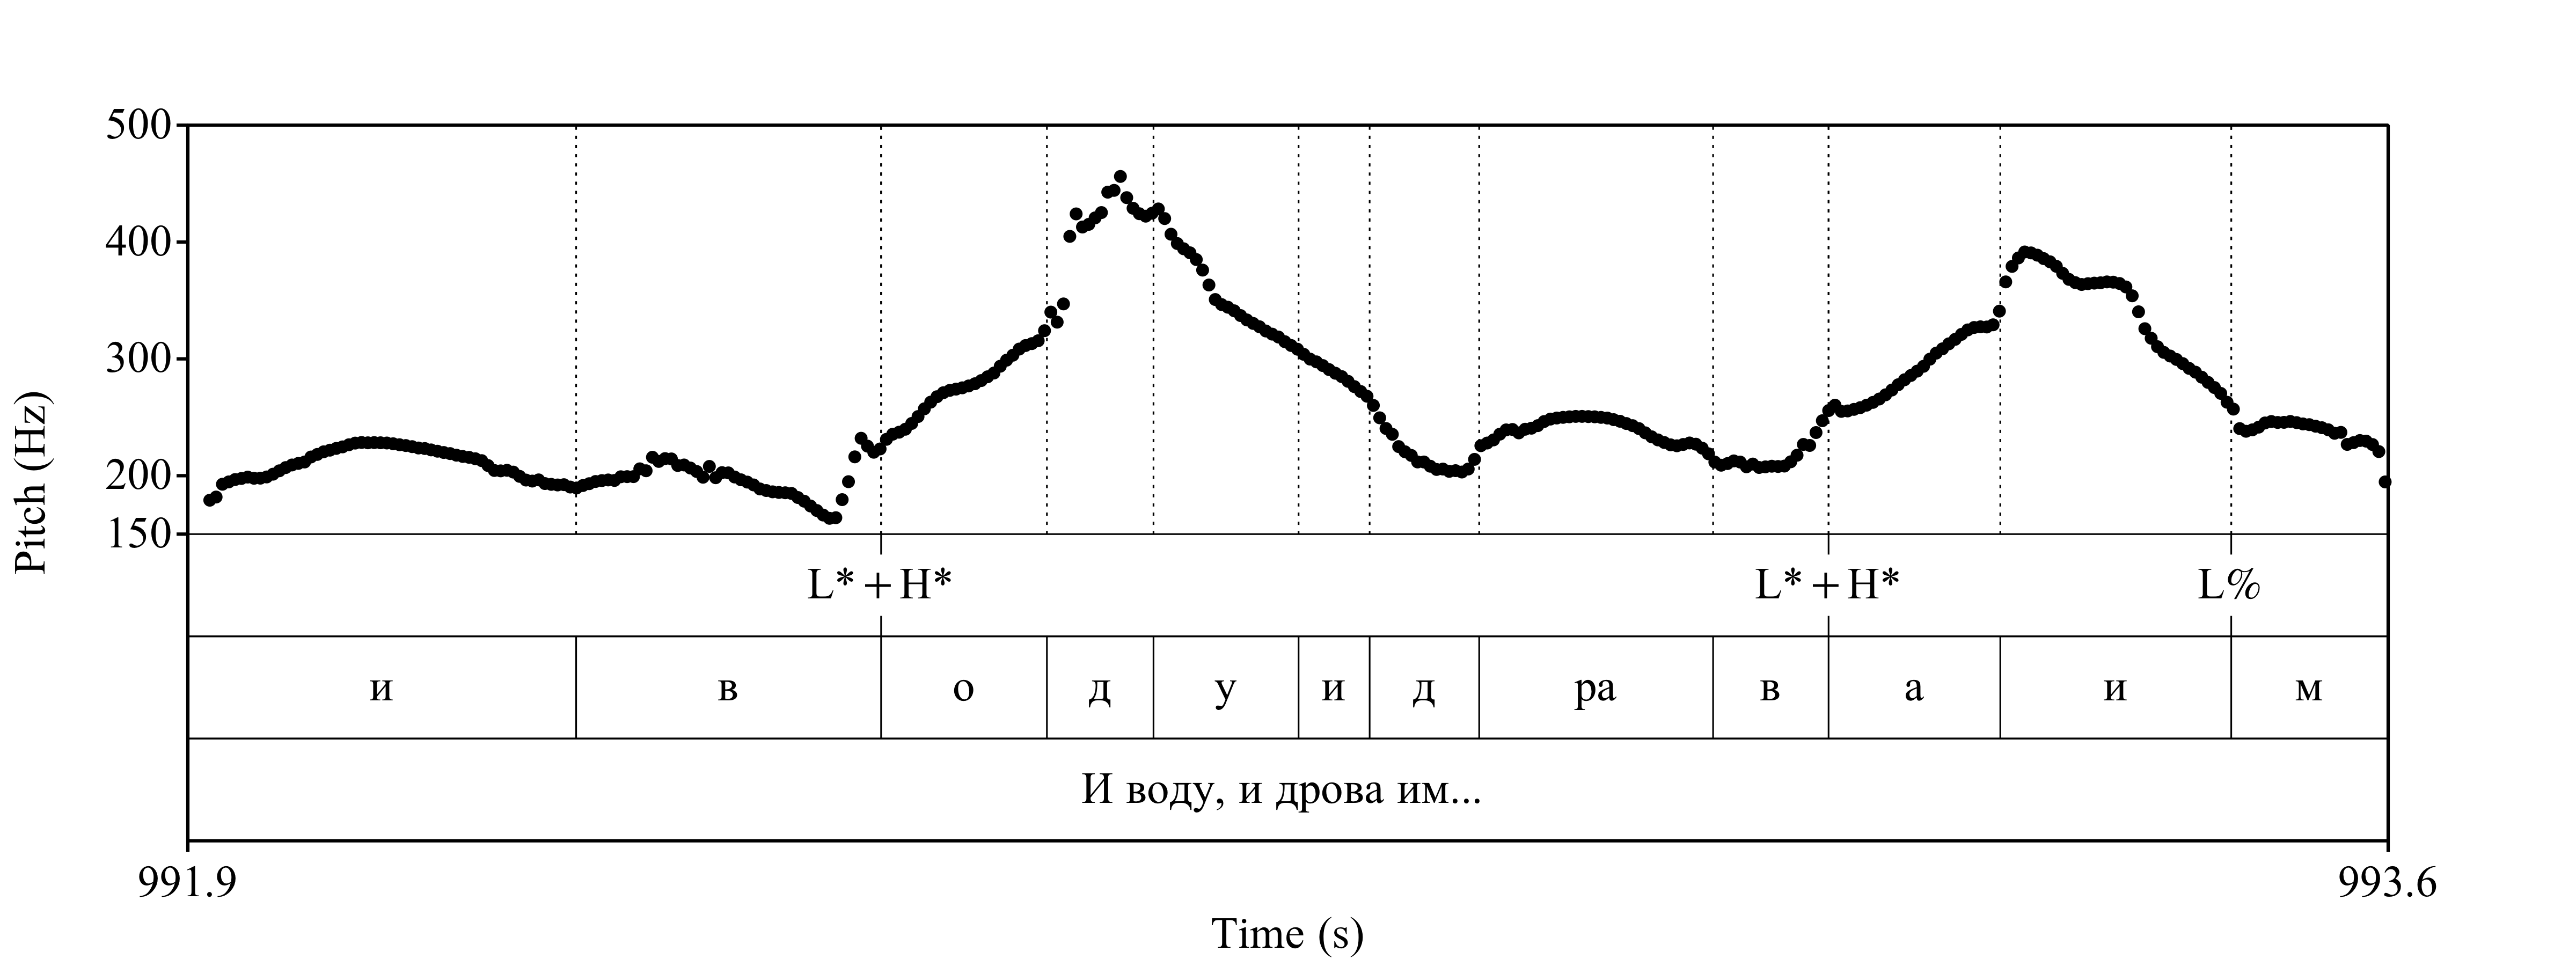 500
400
300
200
150
Pitch (Hz)
L*+H* L*+H* L%
и в о д у и д ра в а и м
И воду, и дрова им...
991.9 993.6
Time (s)